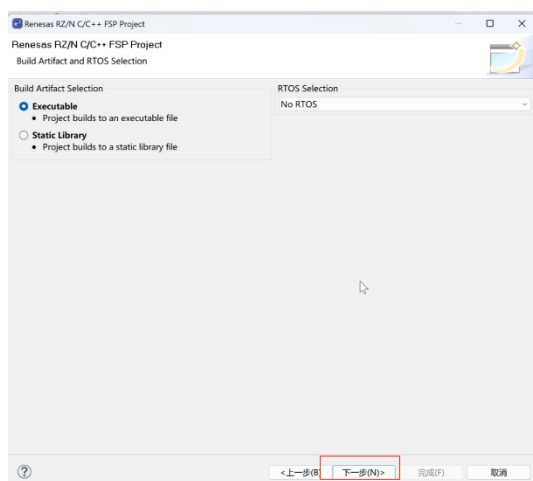 Renesas RZ/N C/C++ FSP Project
Renesas RZ/N C/C++ FSP Project
Build Artifact and RTOS Selection
Build Artifact Selection
Executable
• Project builds to an executable file
Static Library
• Project builds to a static library file
RTOS Selection
No RTOS
<上一步(B)
下一步(N)>
完成(F)
取消